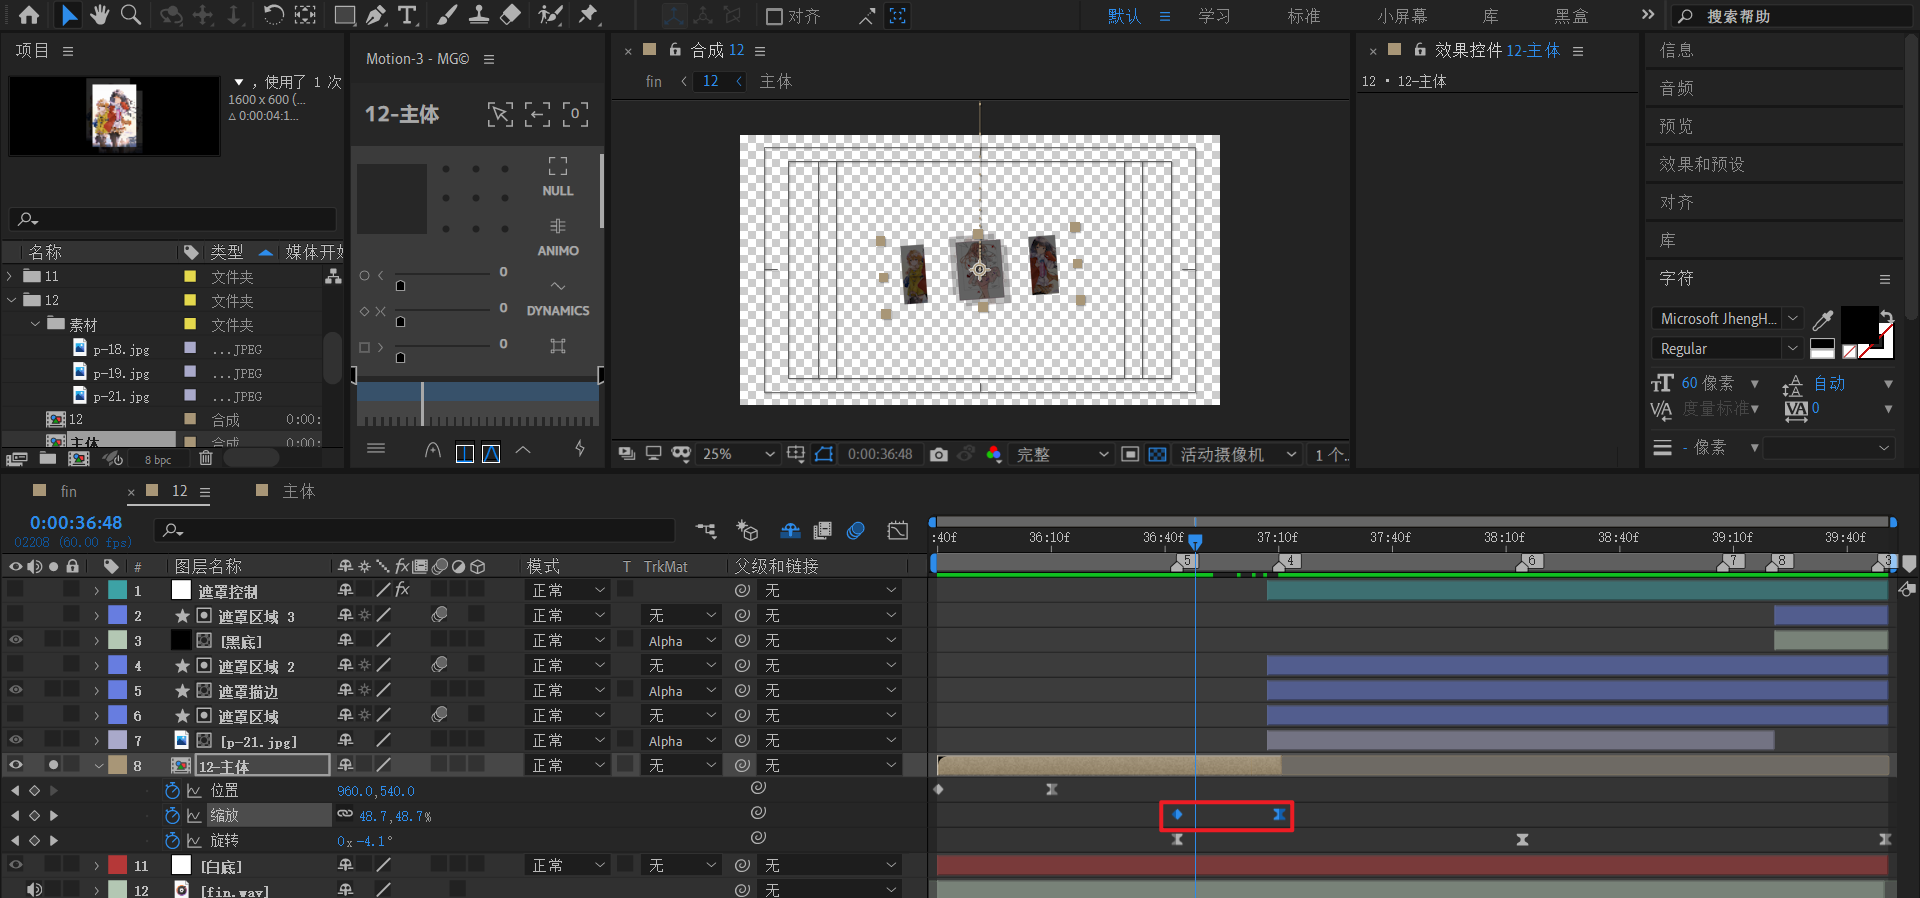 对齐
默认
学习
标准
小屏幕
库
黑盒
搜索帮助
项目
，使用了 1 次
1600 x 600 (...
△ 0:00:04:1...
名称
类型
媒体开始
11
文件夹
12
文件夹
素材
文件夹
p-18.jpg
...JPEG
p-19.jpg
...JPEG
p-21.jpg
...JPEG
12
合成
0:00:
主体
合成
0:00:
8 bpc
Motion-3 - MG©
12-主体
0
NULL
ANIMO
0
0
DYNAMICS
0
合成 12
fin
12
主体
25%
0:00:36:48
完整
活动摄像机
1 个...
效果控件 12-主体
12 · 12-主体
信息
音频
预览
效果和预设
对齐
库
字符
Microsoft JhengH...
Regular
60 像素
自动
度量标准
0
- 像素
fin
12
主体
0:00:36:48
02208 (60.00 fps)
:40f
36:10f
36:40f
37:10f
37:40f
38:10f
38:40f
39:10f
39:40f
5
4
6
7
8
3
#
图层名称
fx
模式
T
TrkMat
父级和链接
1
遮罩控制
fx
正常
无
2
遮罩区域 3
正常
无
无
3
[黑底]
正常
Alpha
无
4
遮罩区域 2
正常
无
无
5
遮罩描边
正常
Alpha
无
6
遮罩区域
正常
无
无
7
[p-21.jpg]
正常
Alpha
无
8
12-主体
正常
无
无
位置
960.0,540.0
缩放
48.7,48.7%
旋转
0x-4.1°
11
[白底]
正常
无
无
12
[fin.wav]
无